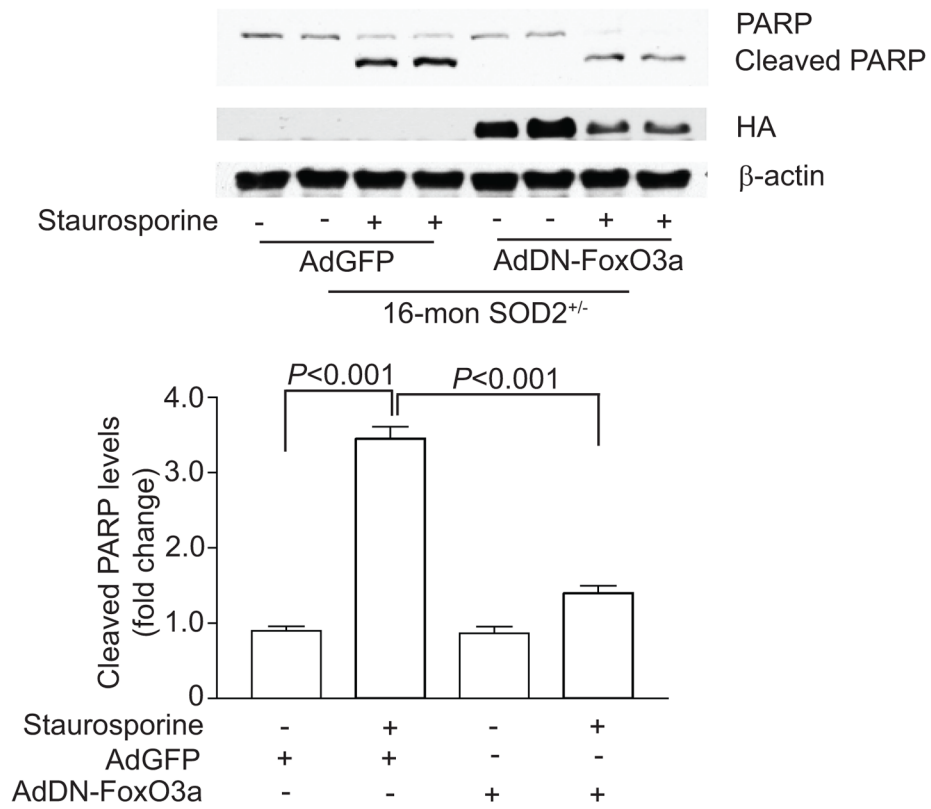 PARP
Cleaved PARP
HA
β-actin
Staurosporine - - + + - - + +
AdGFP AdDN-FoxO3a
16-mon SOD2+/-
P<0.001 P<0.001
Cleaved PARP levels
(fold change)
4.0
3.0
2.0
1.0
0
Staurosporine - + - +
AdGFP + + - -
AdDN-FoxO3a - - + +